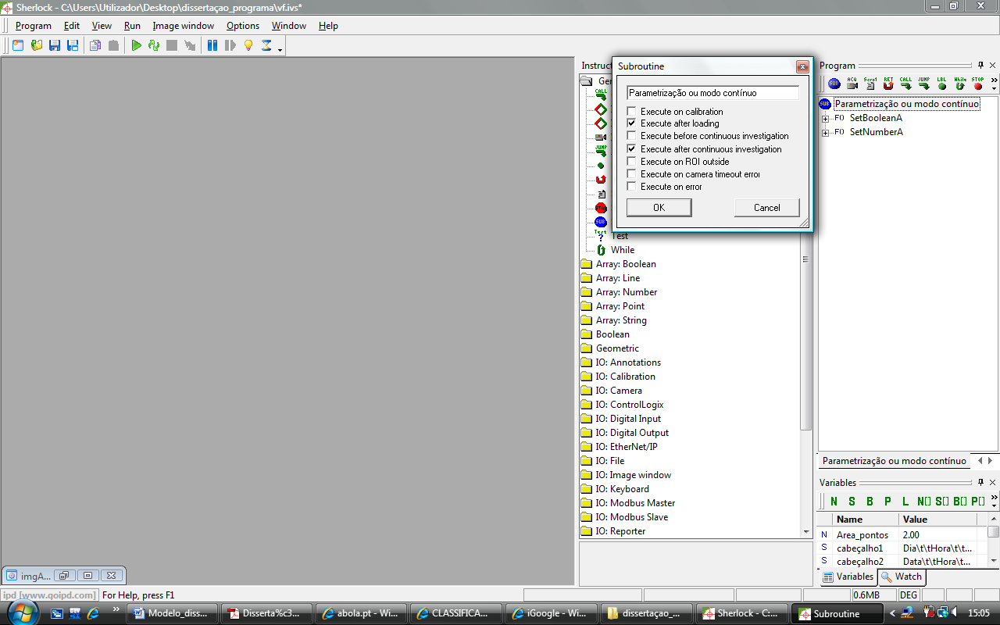 Sherlock - C:\Users\Utilizador\Desktop\dissertaçao_programa\vf.ivs*
Program Edit View Run Image window Options Window Help
Instruct
Program
Subroutine
Parametrização ou modo contínuo
Execute on calibration
Execute after loading
Execute before continuous investigation
Execute after continuous investigation
Execute on ROI outside
Execute on camera timeout error
Execute on error
OK Cancel
Ger
CALL
JUMP
STOP
SUB
Test
Test
While
Array: Boolean
Array: Line
Array: Number
Array: Point
Array: String
Boolean
Geometric
IO: Annotations
IO: Calibration
IO: Camera
IO: ControlLogix
IO: Digital Input
IO: Digital Output
IO: EtherNet/IP
IO: File
IO: Image window
IO: Keyboard
IO: Modbus Master
IO: Modbus Slave
IO: Reporter
SUB ACQ Script RET CALL JUMP LBL While STOP
SUB Parametrização ou modo contínuo
F() SetBooleanA
F() SetNumberA
Parametrização ou modo contínuo
Variables
N S B P L N[] S[] B[] P[]
Name Value
N Area_pontos 2.00
S cabeçalho1 Dia\t\tHora\t\t...
S cabeçalho2 Data\t\tHora\t...
Variables Watch
imgA...
ipd [www.goipd.com] For Help, press F1
0.6MB DEG
Modelo_diss... Disserta%c3... abola.pt - Wi... CLASSIFICA... iGoogle - Wi... dissertaçao_... Sherlock - C:... Subroutine 15:05